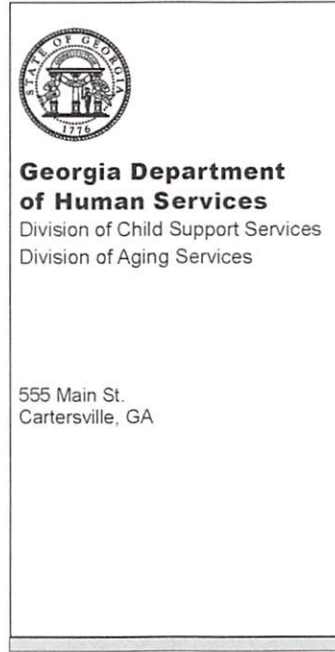 STATE OF GEORGIA
1776
Georgia Department
of Human Services
Division of Child Support Services
Division of Aging Services
555 Main St.
Cartersville, GA